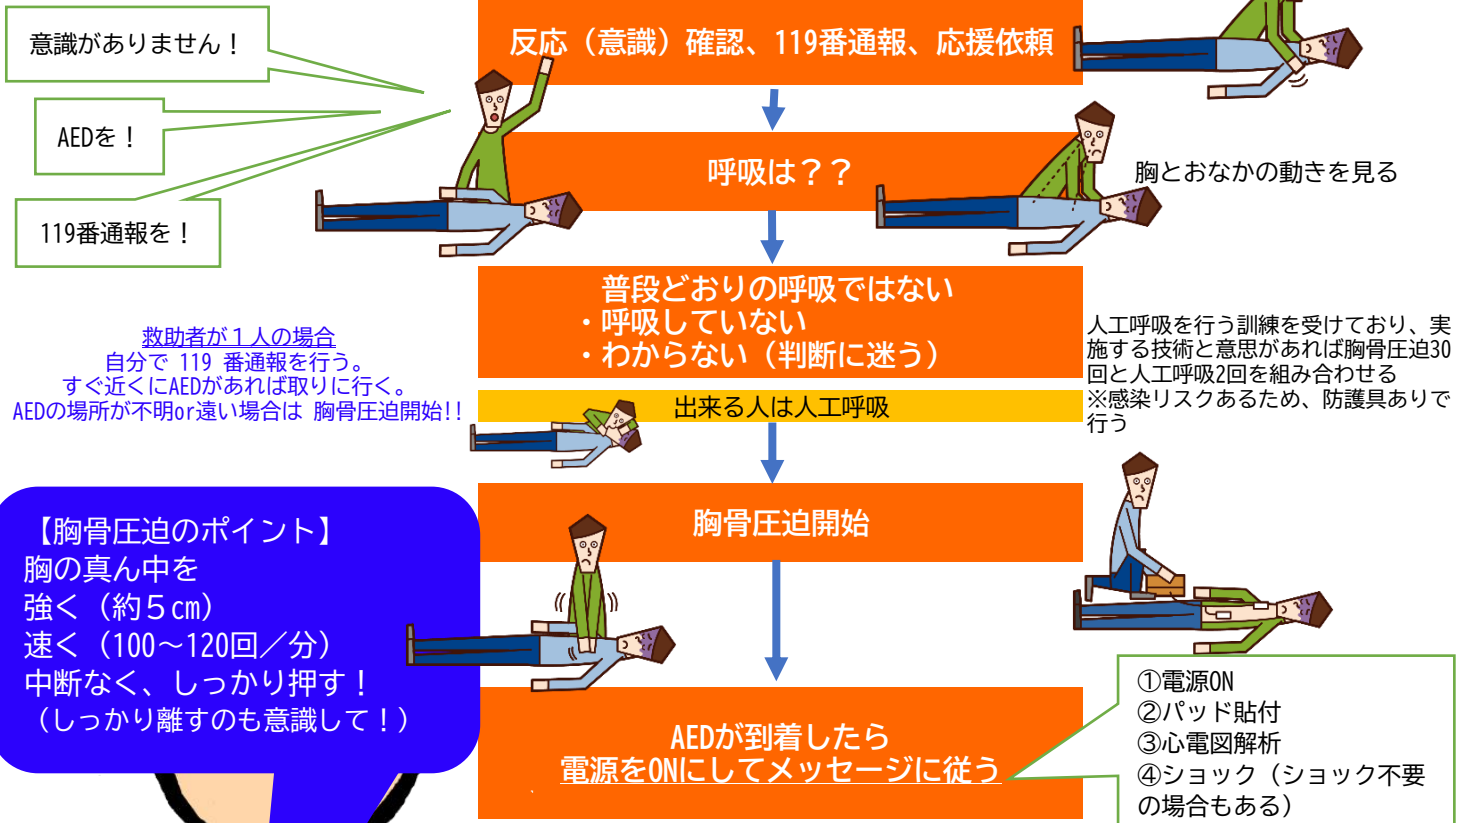 意識がありません！
AEDを！
119番通報を！
反応（意識）確認、119番通報、応援依頼
呼吸は？？
胸とおなかの動きを見る
普段どおりの呼吸ではない
・呼吸していない
・わからない（判断に迷う）
救助者が１人の場合
自分で 119 番通報を行う。
すぐ近くにAEDがあれば取りに行く。
AEDの場所が不明or遠い場合は 胸骨圧迫開始!!
人工呼吸を行う訓練を受けており、実
施する技術と意思があれば胸骨圧迫30
回と人工呼吸2回を組み合わせる
※感染リスクあるため、防護具ありで
行う
出来る人は人工呼吸
胸骨圧迫開始
【胸骨圧迫のポイント】
胸の真ん中を
強く（約５㎝）
速く（100～120回／分）
中断なく、しっかり押す！
（しっかり離すのも意識して！）
AEDが到着したら
電源をONにしてメッセージに従う
①電源ON
②パッド貼付
③心電図解析
④ショック（ショック不要
の場合もある）